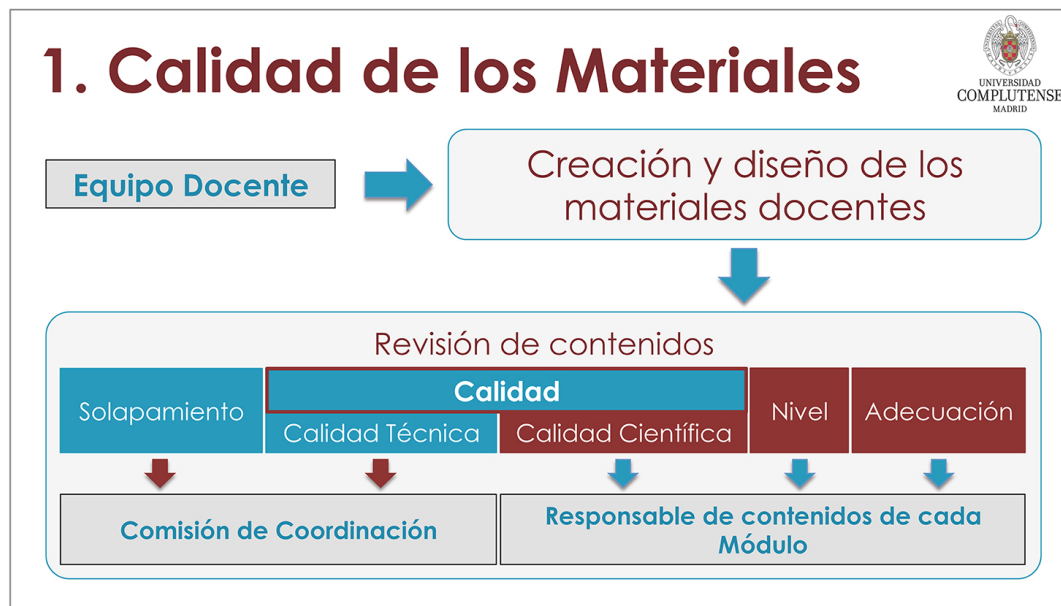 1. Calidad de los Materiales
UNIVERSIDAD
COMPLUTENSE
MADRID
Equipo Docente
Creación y diseño de los
materiales docentes
Revisión de contenidos
Solapamiento
Calidad
Calidad Técnica
Calidad Científica
Nivel
Adecuación
Comisión de Coordinación
Responsable de contenidos de cada
Módulo